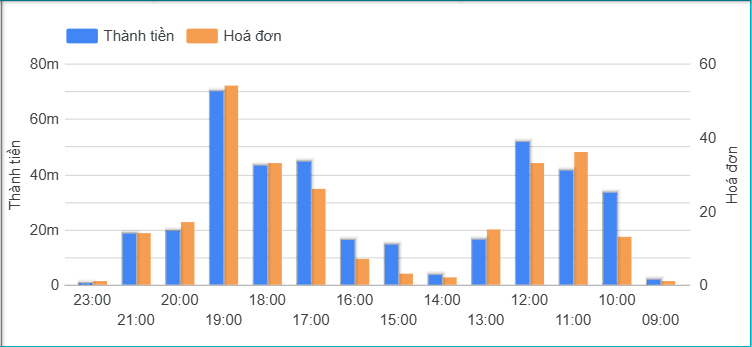 Thành tiền Hoá đơn
80m 60
60m
40
40m
20
20m
0 0
Thành tiền
Hoá đơn
23:00 20:00 18:00 16:00 14:00 12:00 10:00
21:00 19:00 17:00 15:00 13:00 11:00 09:00